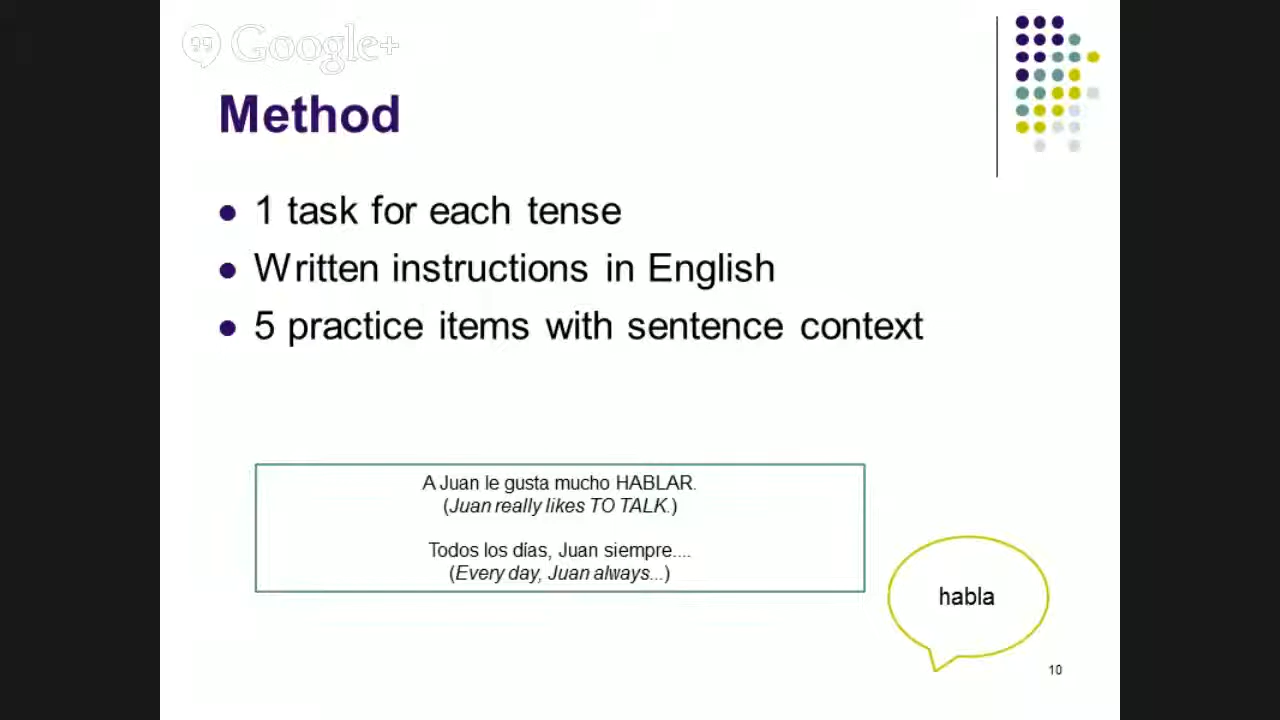 Google+
Method
1 task for each tense
Written instructions in English
5 practice items with sentence context
A Juan le gusta mucho HABLAR.
(Juan really likes TO TALK.)
Todos los días, Juan siempre....
(Every day, Juan always...)
habla
10